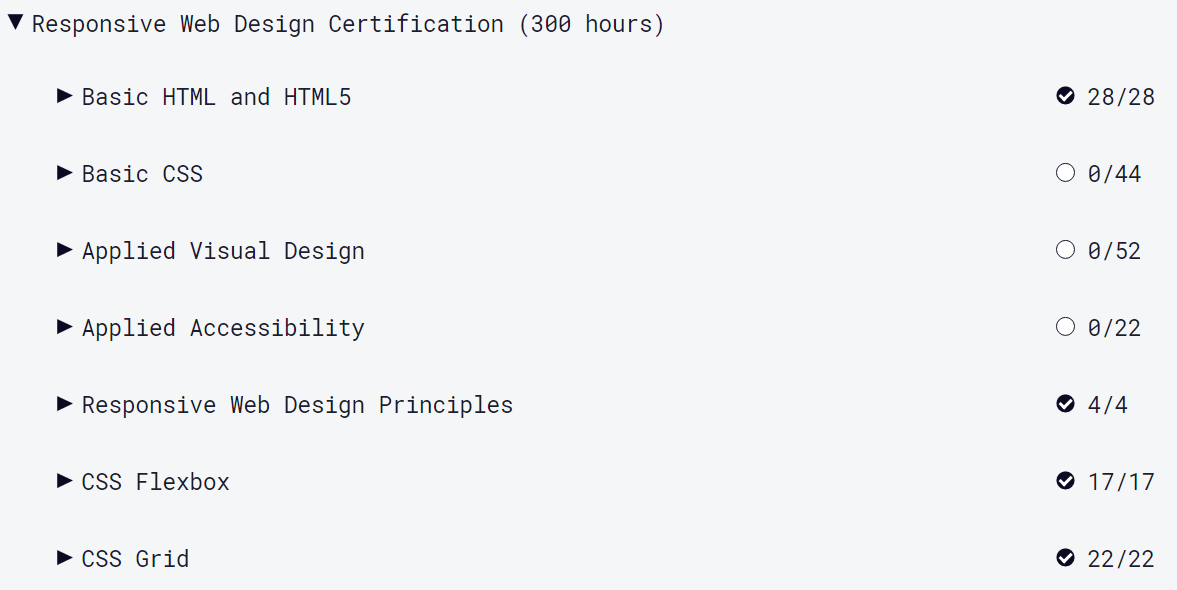 Responsive Web Design Certification (300 hours)
Basic HTML and HTML5 28/28
Basic CSS 0/44
Applied Visual Design 0/52
Applied Accessibility 0/22
Responsive Web Design Principles 4/4
CSS Flexbox 17/17
CSS Grid 22/22